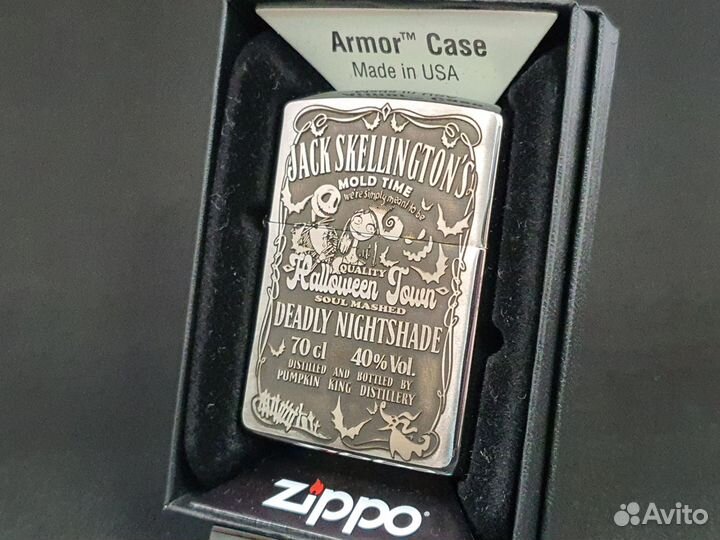 Armor™ Case
Made in USA
JACK SKELLINGTON'S
MOLD TIME
we're simply meant to be
QUALITY
Halloween Town
SOUL MASHED
DEADLY NIGHTSHADE
70 cl 40% Vol.
DISTILLED AND BOTTLED BY
PUMPKIN KING DISTILLERY
zippo
Avito